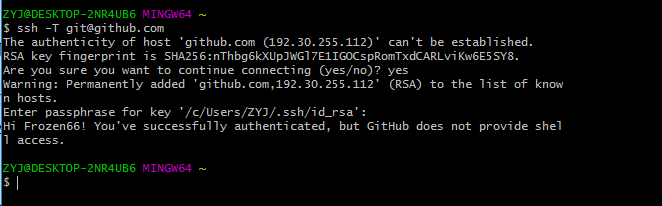 ZYJ@DESKTOP-2NR4UB6 MINGW64 ~
$ ssh -T git@github.com
The authenticity of host 'github.com (192.30.255.112)' can't be established.
RSA key fingerprint is SHA256:nThbg6kXUpJWGl7E1IGOCspRomTxdCARLviKw6E5SY8.
Are you sure you want to continue connecting (yes/no)? yes
Warning: Permanently added 'github.com,192.30.255.112' (RSA) to the list of know
n hosts.
Enter passphrase for key '/c/Users/ZYJ/.ssh/id_rsa':
Hi Frozen66! You've successfully authenticated, but GitHub does not provide shel
l access.
ZYJ@DESKTOP-2NR4UB6 MINGW64 ~
$